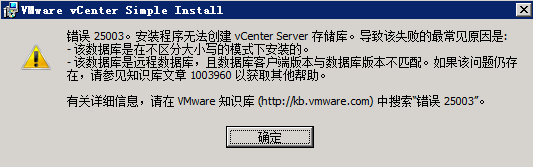 VMware vCenter Simple Install
错误 25003。安装程序无法创建 vCenter Server 存储库。导致该失败的最常见原因是:
- 该数据库是在不区分大小写的模式下安装的。
- 该数据库是远程数据库，且数据库客户端版本与数据库版本不匹配。如果该问题仍存
在，请参见知识库文章 1003960 以获取其他帮助。
有关详细信息，请在 VMware 知识库 (http://kb.vmware.com) 中搜索“错误 25003”。
确定